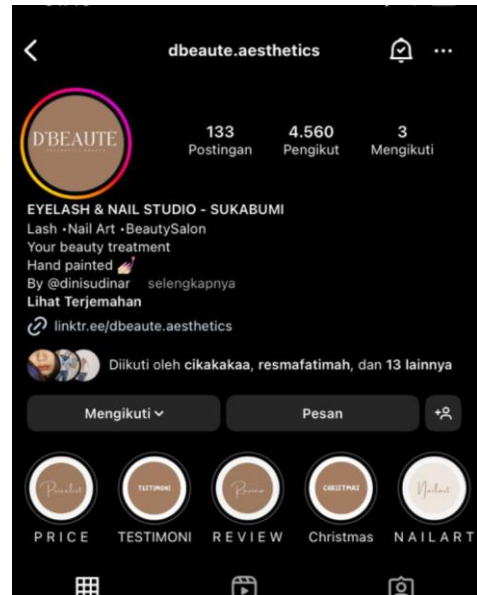 dbeaute.aesthetics
D'BEAUTÉ
133 4.560 3
Postingan Pengikut Mengikuti
EYELASH & NAIL STUDIO - SUKABUMI
Lash •Nail Art •BeautySalon
Your beauty treatment
Hand painted 💅
By @dinisudinar selengkapnya
Lihat Terjemahan
linktr.ee/dbeaute.aesthetics
Diikuti oleh cikakakaa, resmafatimah, dan 13 lainnya
Mengikuti Pesan
Pricelist TESTIMONI Review CHRISTMAS Nailart
P R I C E TESTIMONI R E V I E W Christmas N A I L A R T